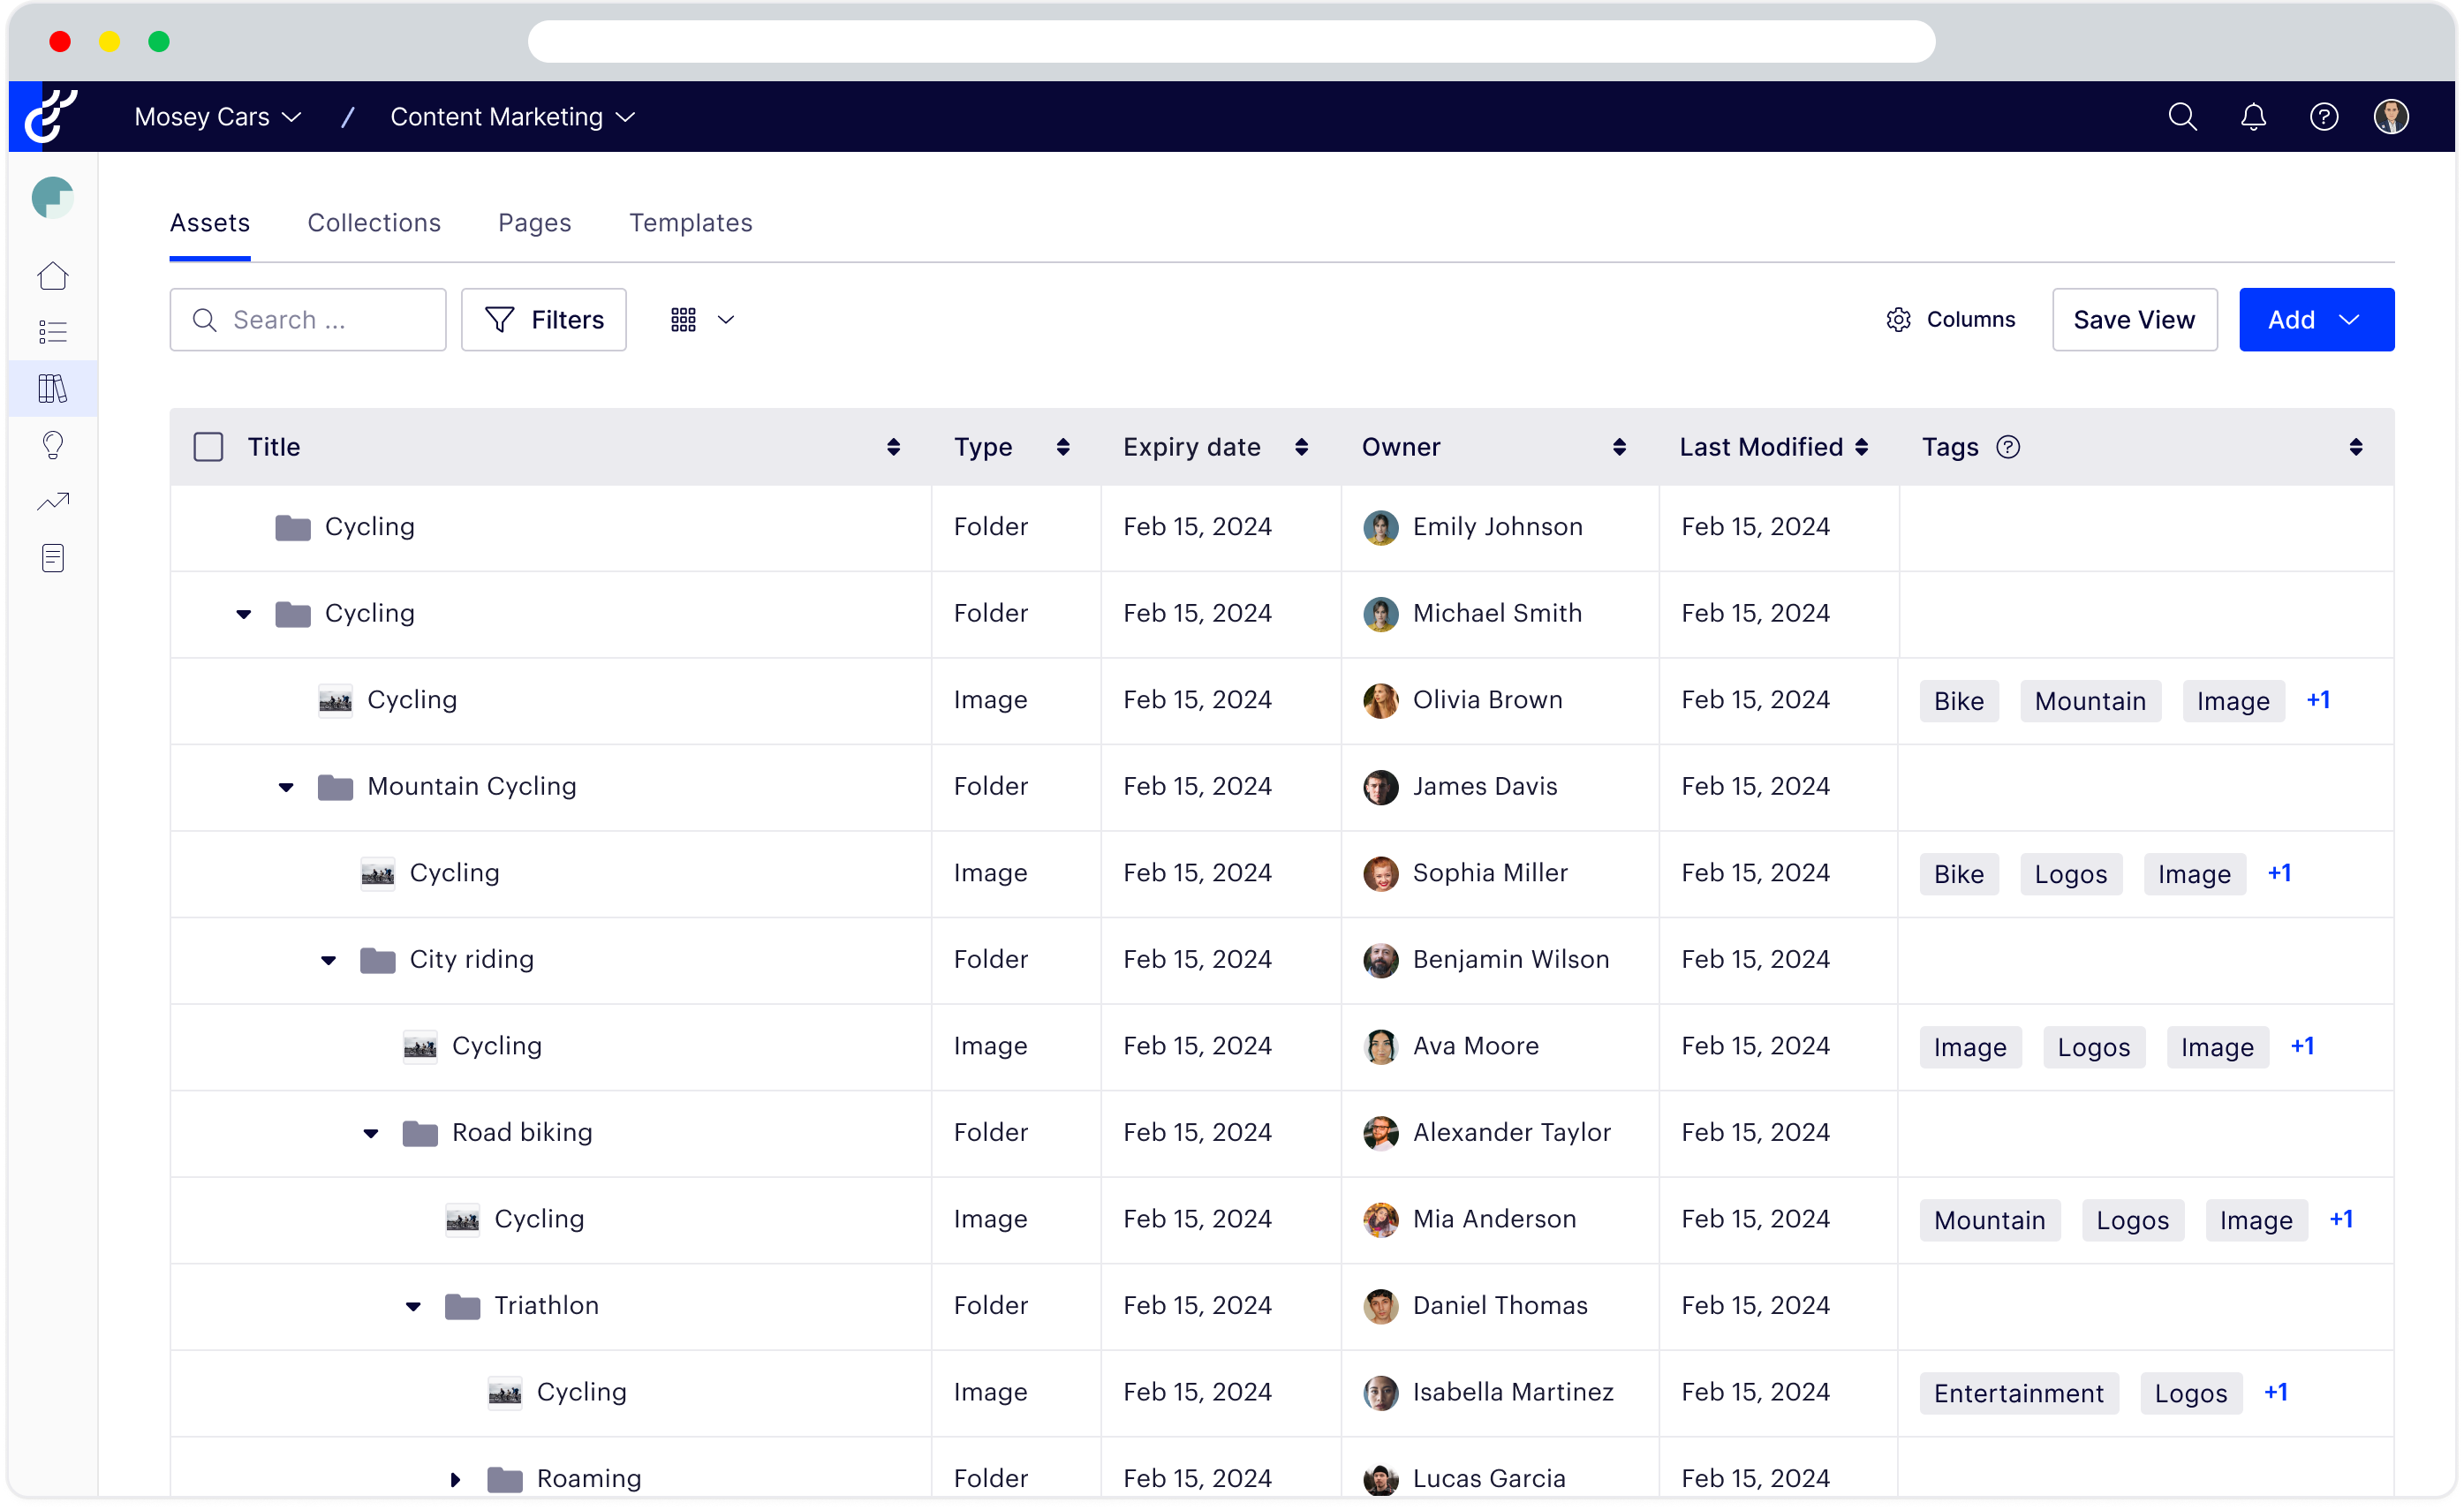 Mosey Cars / Content Marketing
Assets Collections Pages Templates
Search ... Filters Columns Save View Add
Title Type Expiry date Owner Last Modified Tags ?
Cycling Folder Feb 15, 2024 Emily Johnson Feb 15, 2024
Cycling Folder Feb 15, 2024 Michael Smith Feb 15, 2024
Cycling Image Feb 15, 2024 Olivia Brown Feb 15, 2024 Bike Mountain Image +1
Mountain Cycling Folder Feb 15, 2024 James Davis Feb 15, 2024
Cycling Image Feb 15, 2024 Sophia Miller Feb 15, 2024 Bike Logos Image +1
City riding Folder Feb 15, 2024 Benjamin Wilson Feb 15, 2024
Cycling Image Feb 15, 2024 Ava Moore Feb 15, 2024 Image Logos Image +1
Road biking Folder Feb 15, 2024 Alexander Taylor Feb 15, 2024
Cycling Image Feb 15, 2024 Mia Anderson Feb 15, 2024 Mountain Logos Image +1
Triathlon Folder Feb 15, 2024 Daniel Thomas Feb 15, 2024
Cycling Image Feb 15, 2024 Isabella Martinez Feb 15, 2024 Entertainment Logos +1
Roaming Folder Feb 15, 2024 Lucas Garcia Feb 15, 2024